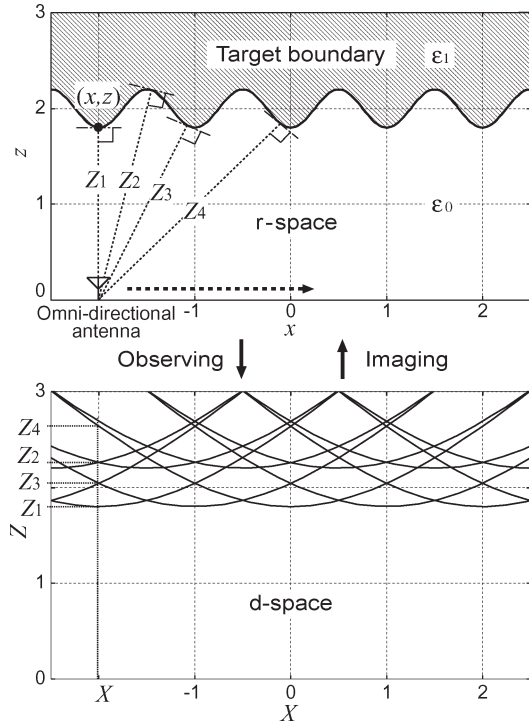 3
Target boundary
ε1
2
(x,z)
z
Z1
Z2
Z3
Z4
1
ε0
r-space
0
Omni-directional
antenna
-1
0
1
2
x
Observing
Imaging
3
Z4
Z2
Z3
Z1
Z
1
d-space
0
X
-1
0
1
2
X